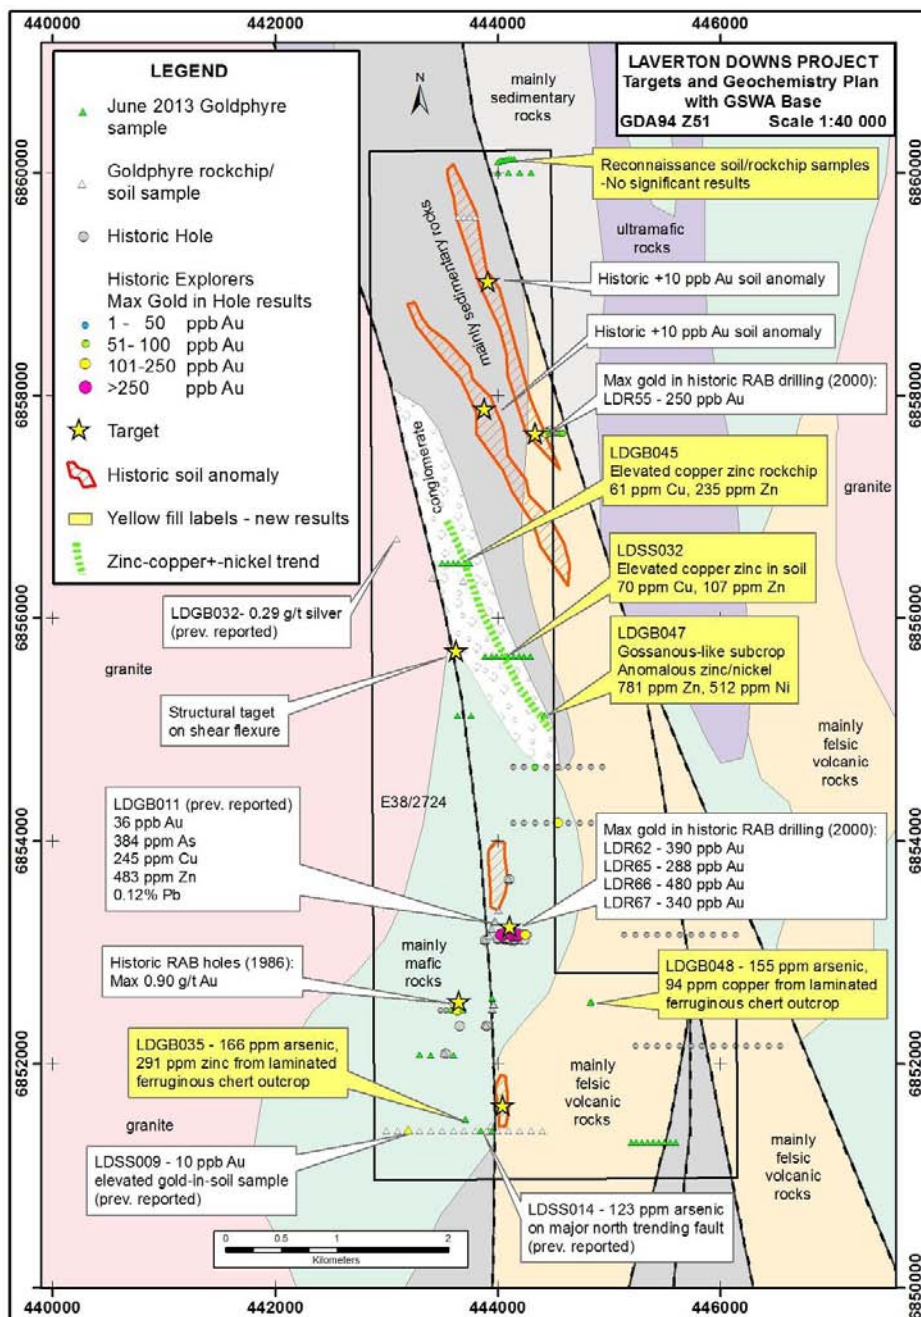 440000
442000
444000
446000
LEGEND
June 2013 Goldphyre
sample
Goldphyre rockchip/
soil sample
Historic Hole
Historic Explorers
Max Gold in Hole results
1 - 50 ppb Au
51- 100 ppb Au
101-250 ppb Au
>250 ppb Au
Target
Historic soil anomaly
Yellow fill labels - new results
Zinc-copper+-nickel trend
N
mainly
sedimentary
rocks
LAVERTON DOWNS PROJECT
Targets and Geochemistry Plan
with GSWA Base
GDA94 Z51 Scale 1:40 000
6860000
6860000
Reconnaissance soil/rockchip samples
-No significant results
ultramafic
rocks
mainly sedimentary rocks
Historic +10 ppb Au soil anomaly
Historic +10 ppb Au soil anomaly
6858000
6858000
Max gold in historic RAB drilling (2000):
LDR55 - 250 ppb Au
conglomerate
LDGB045
Elevated copper zinc rockchip
61 ppm Cu, 235 ppm Zn
granite
LDSS032
Elevated copper zinc in soil
70 ppm Cu, 107 ppm Zn
6856000
6856000
LDGB032- 0.29 g/t silver
(prev. reported)
LDGB047
Gossanous-like subcrop
Anomalous zinc/nickel
781 ppm Zn, 512 ppm Ni
granite
Structural taget
on shear flexure
mainly
felsic
volcanic
rocks
E38/2724
LDGB011 (prev. reported)
36 ppb Au
384 ppm As
245 ppm Cu
483 ppm Zn
0.12% Pb
6854000
6854000
Max gold in historic RAB drilling (2000):
LDR62 - 390 ppb Au
LDR65 - 288 ppb Au
LDR66 - 480 ppb Au
LDR67 - 340 ppb Au
mainly
mafic
rocks
Historic RAB holes (1986):
Max 0.90 g/t Au
LDGB048 - 155 ppm arsenic,
94 ppm copper from laminated
ferruginous chert outcrop
6852000
6852000
LDGB035 - 166 ppm arsenic,
291 ppm zinc from laminated
ferruginous chert outcrop
mainly
felsic
volcanic
rocks
granite
mainly
felsic
volcanic
rocks
LDSS009 - 10 ppb Au
elevated gold-in-soil sample
(prev. reported)
LDSS014 - 123 ppm arsenic
on major north trending fault
(prev. reported)
0 0.5 1 2
Kilometers
6850000
440000
442000
444000
446000